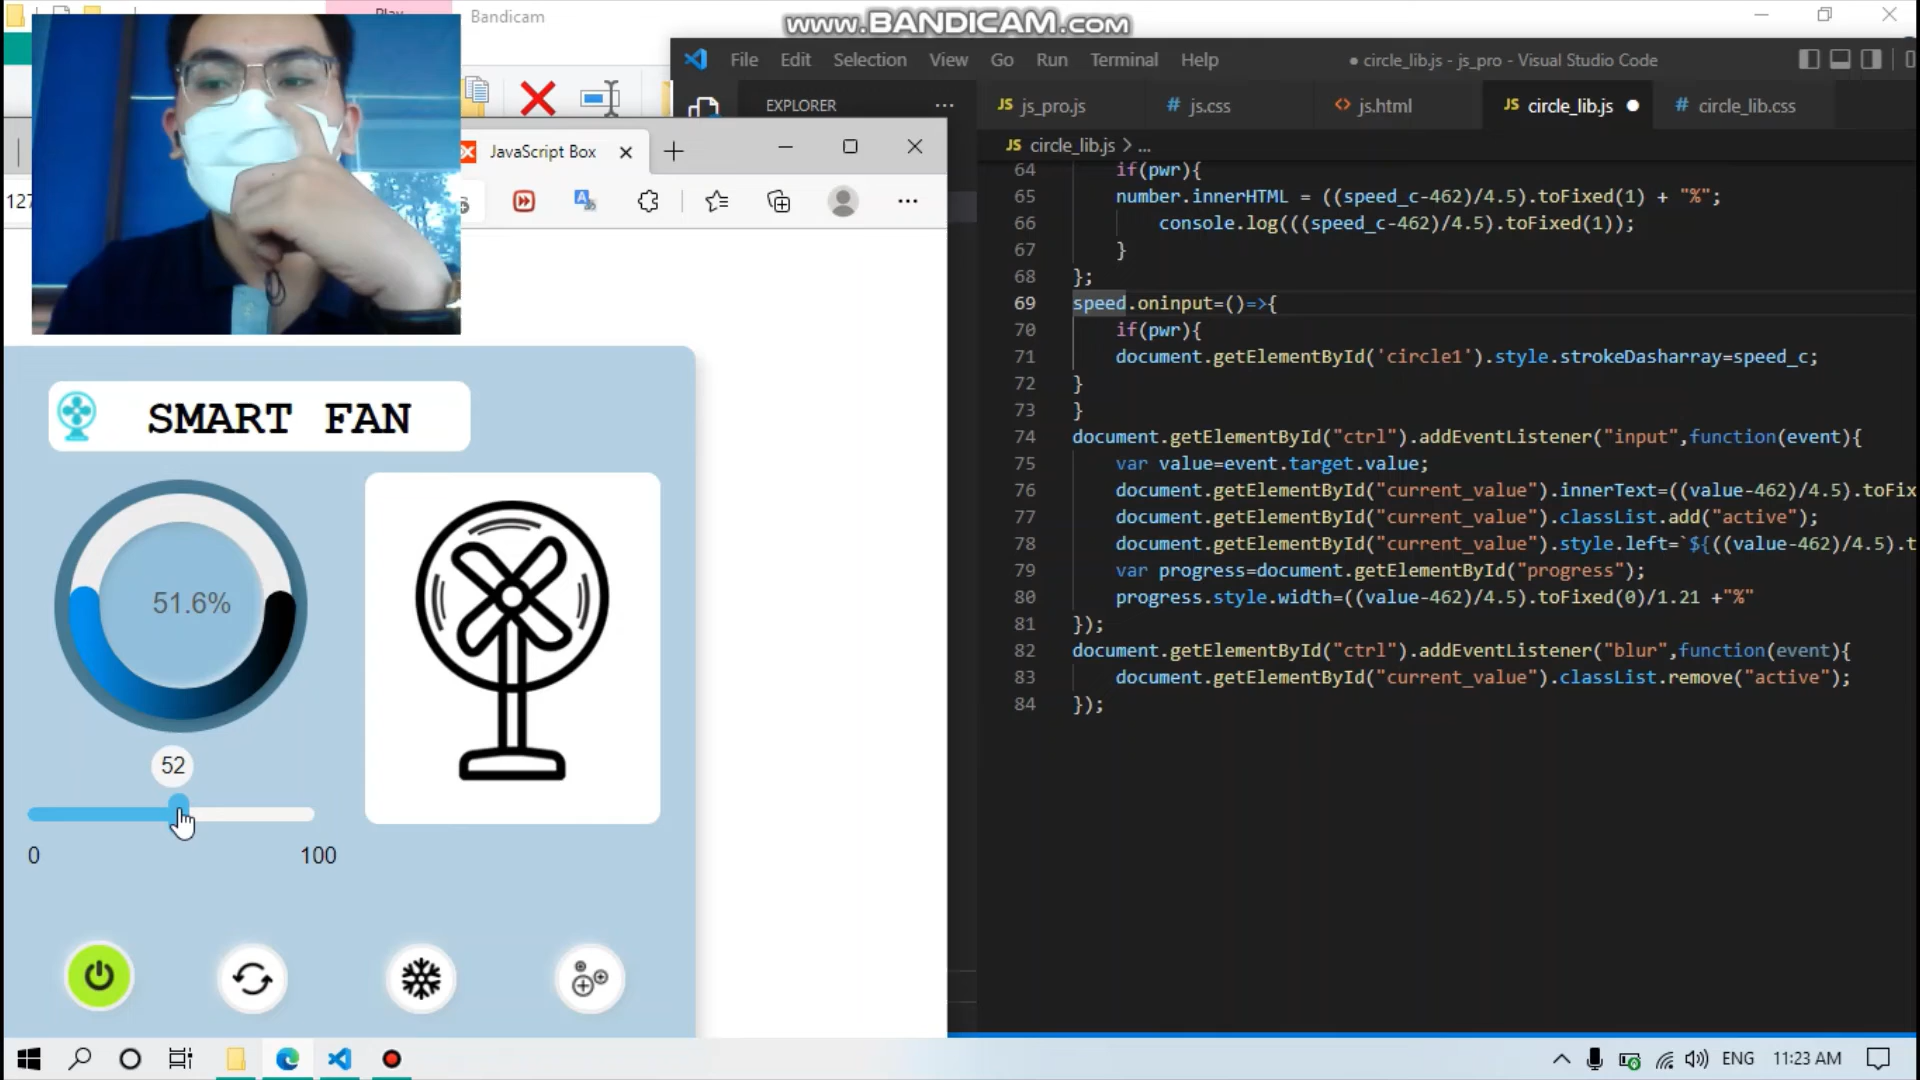 Bandicam
www.BANDICAM.com
File Edit Selection View Go Run Terminal Help
● circle_lib.js - js_pro - Visual Studio Code
EXPLORER
JS js_pro.js
# js.css
<> js.html
JS circle_lib.js ●
# circle_lib.css
JS circle_lib.js > ...
JavaScript Box
127
64 if(pwr){
65 number.innerHTML = ((speed_c-462)/4.5).toFixed(1) + "%";
66 console.log(((speed_c-462)/4.5).toFixed(1));
67 }
68 };
69 speed.oninput=()=>{
70 if(pwr){
71 document.getElementById('circle1').style.strokeDasharray=speed_c;
72 }
73 }
74 document.getElementById("ctrl").addEventListener("input",function(event){
75 var value=event.target.value;
76 document.getElementById("current_value").innerText=((value-462)/4.5).toFix
77 document.getElementById("current_value").classList.add("active");
78 document.getElementById("current_value").style.left=`${((value-462)/4.5).t
79 var progress=document.getElementById("progress");
80 progress.style.width=((value-462)/4.5).toFixed(0)/1.21 +"%"
81 });
82 document.getElementById("ctrl").addEventListener("blur",function(event){
83 document.getElementById("current_value").classList.remove("active");
84 });
SMART FAN
51.6%
52
0
100
ENG
11:23 AM